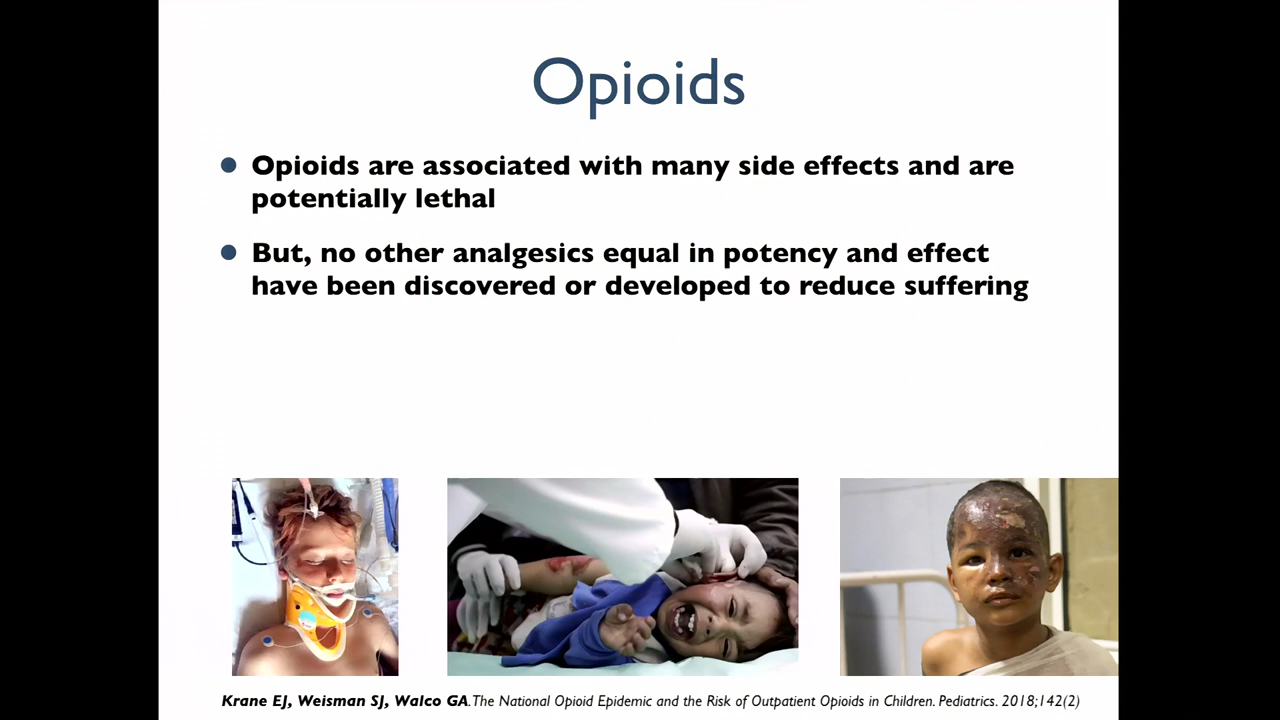 Opioids
Opioids are associated with many side effects and are
potentially lethal
But, no other analgesics equal in potency and effect
have been discovered or developed to reduce suffering
Krane EJ, Weisman SJ, Walco GA.The National Opioid Epidemic and the Risk of Outpatient Opioids in Children. Pediatrics. 2018;142(2)